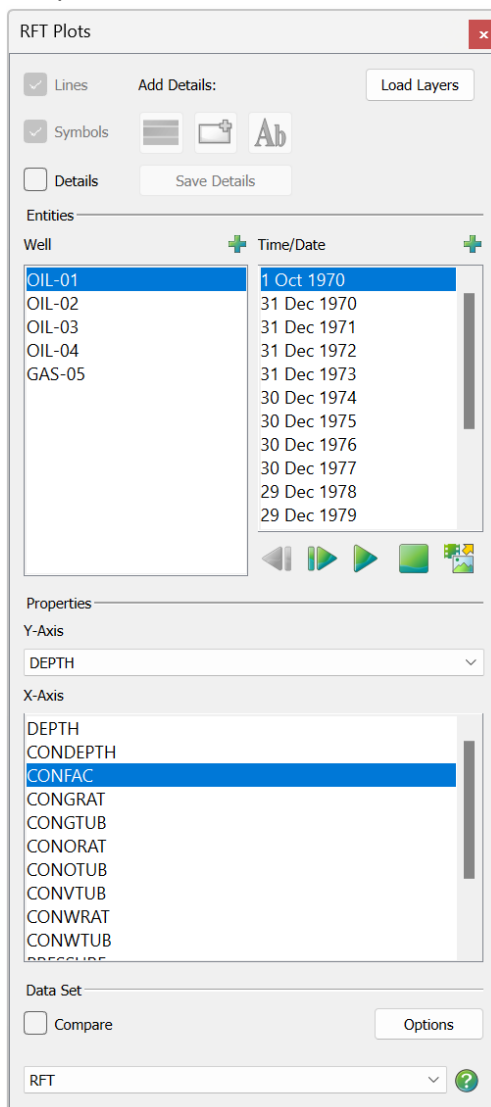 RFT Plots
Lines Add Details: Load Layers
Symbols Ab
Details Save Details
Entities
Well Time/Date
OIL-01 1 Oct 1970
OIL-02 31 Dec 1970
OIL-03 31 Dec 1971
OIL-04 31 Dec 1972
GAS-05 31 Dec 1973
30 Dec 1974
30 Dec 1975
30 Dec 1976
30 Dec 1977
29 Dec 1978
29 Dec 1979
Properties
Y-Axis
DEPTH
X-Axis
DEPTH
CONDEPTH
CONFAC
CONGRAT
CONGTUB
CONORAT
CONOTUB
CONVTUB
CONWRAT
CONWTUB
Data Set
Compare Options
RFT